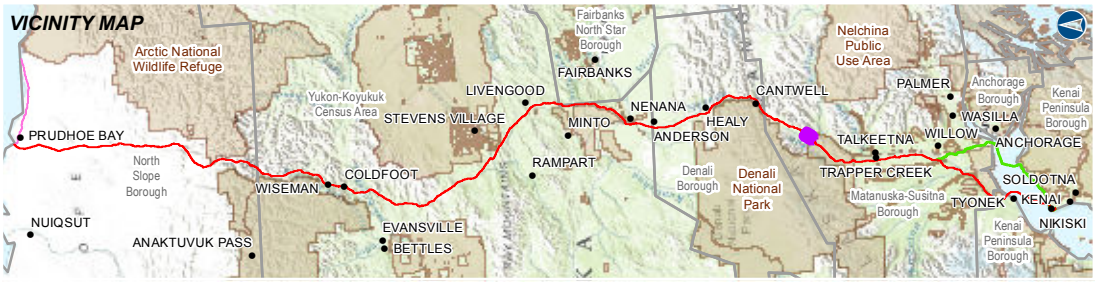 VICINITY MAP
Arctic National
Wildlife Refuge
Fairbanks
North Star
Borough
FAIRBANKS
Nelchina
Public
Use Area
PALMER
Anchorage
Borough
Kenai
Peninsula
Borough
Yukon-Koyukuk
Census Area
LIVENGOOD
STEVENS VILLAGE
MINTO
NENANA
ANDERSON
HEALY
CANTWELL
TALKEETNA
WILLOW
WASILLA
ANCHORAGE
PRUDHOE BAY
North
Slope
Borough
WISEMAN
COLDFOOT
RAMPART
Denali
Borough
Denali
National
Park
TRAPPER CREEK
Matanuska-Susitna
Borough
TYONEK
SOLDOTNA
KENAI
NIKISKI
NUIQSUT
ANAKTUVUK PASS
EVANSVILLE
BETTLES
Kenai
Peninsula
Borough